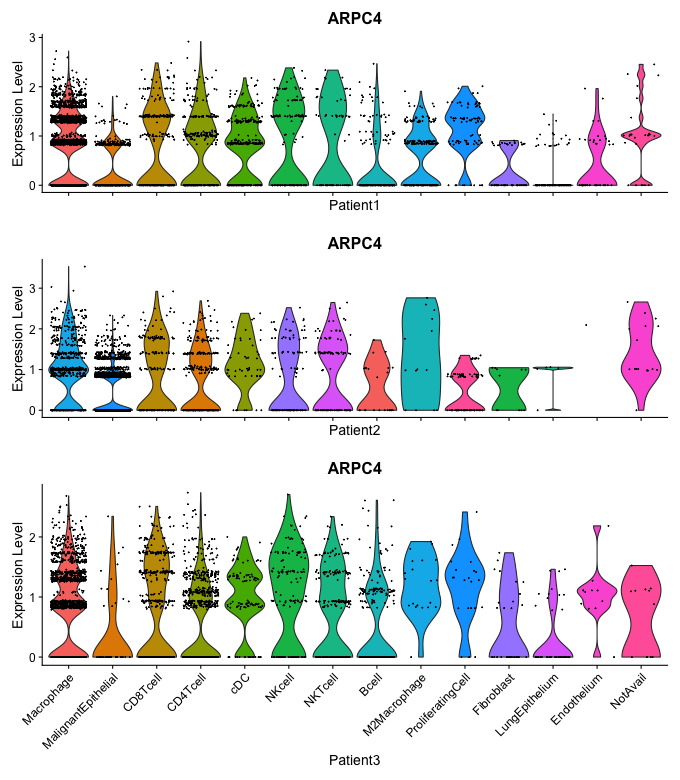 ARPC4
Expression Level
3
2
1
0
Patient1
ARPC4
Expression Level
3
2
1
0
Patient2
ARPC4
Expression Level
2
1
0
Macrophage
MalignantEpithelial
CD8Tcell
CD4Tcell
cDC
NKcell
NKTcell
Bcell
M2Macrophage
ProliferatingCell
Fibroblast
LungEpithelium
Endothelium
NotAvail
Patient3